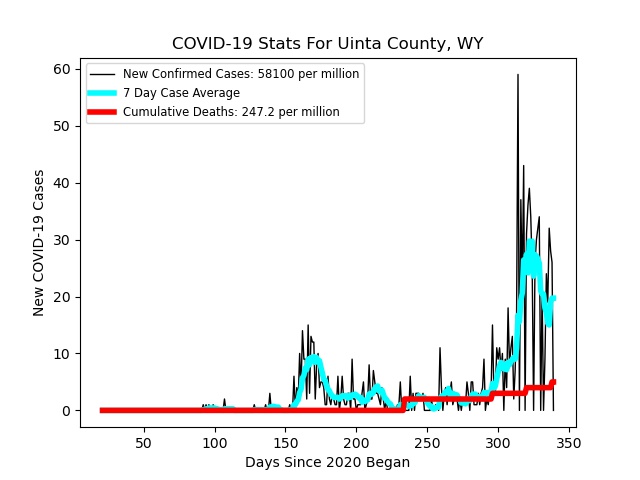 COVID-19 Stats For Uinta County, WY
New Confirmed Cases: 58100 per million
7 Day Case Average
Cumulative Deaths: 247.2 per million
New COVID-19 Cases
60
50
40
30
20
10
0
50
100
150
200
250
300
350
Days Since 2020 Began